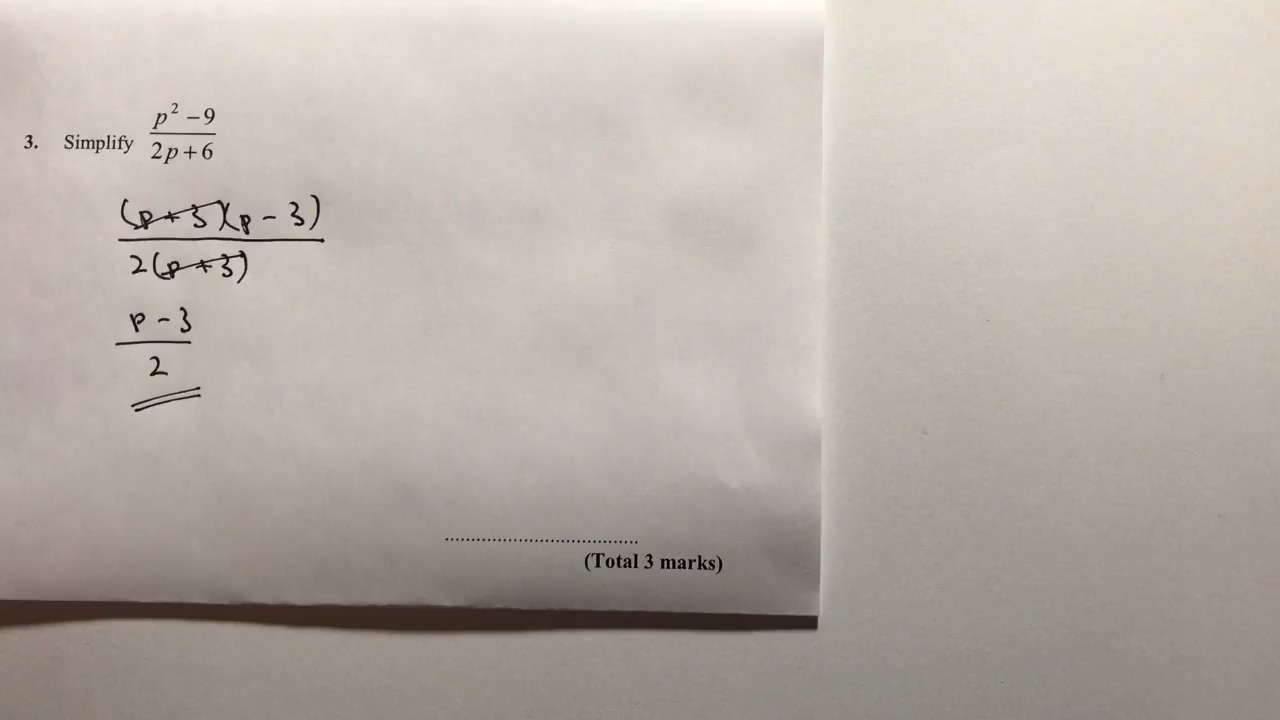 3. Simplify p² - 9
2p + 6
(p + 3)(p - 3)
2(p + 3)
p - 3
2
(Total 3 marks)